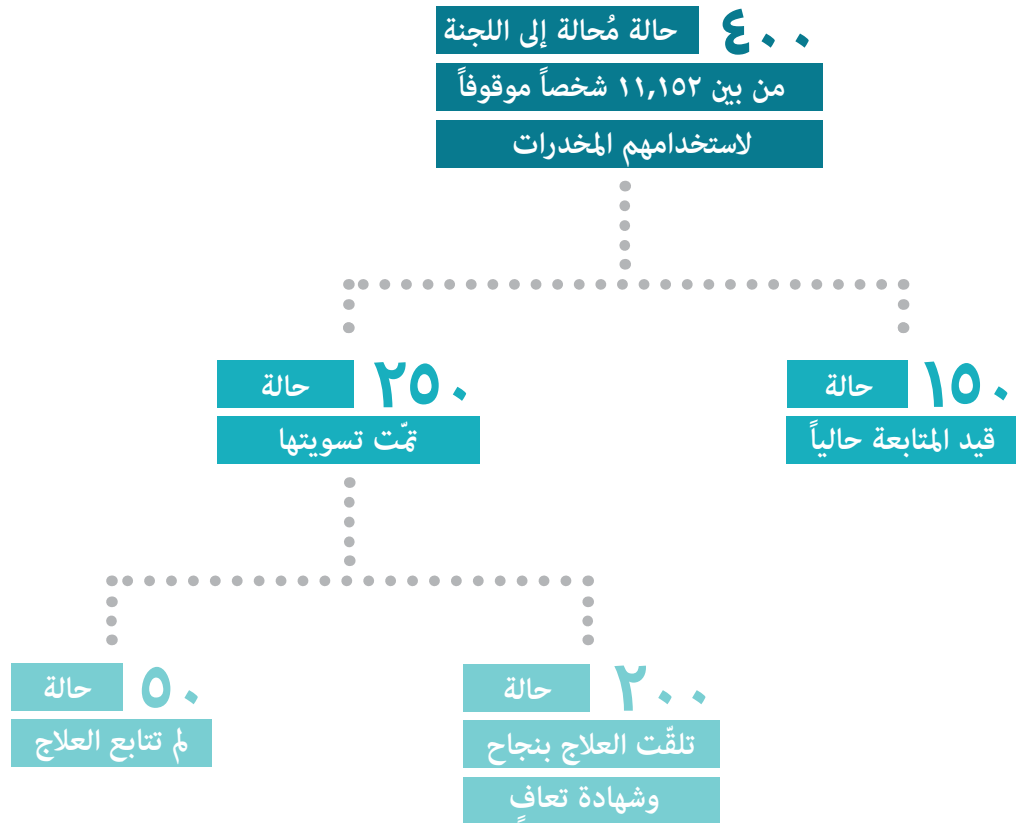 ٤٠٠ حالة مُحالة إلى اللجنة
من بين ١١,١٥٢ شخصاً موقوفاً
لاستخدامهم المخدرات
١٥٠ حالة
قيد المتابعة حالياً
٢٥٠ حالة
تمّت تسويتها
٢٠٠ حالة
تلقّت العلاج بنجاح
وشهادة تعافٍ
٥٠ حالة
لم تتابع العلاج